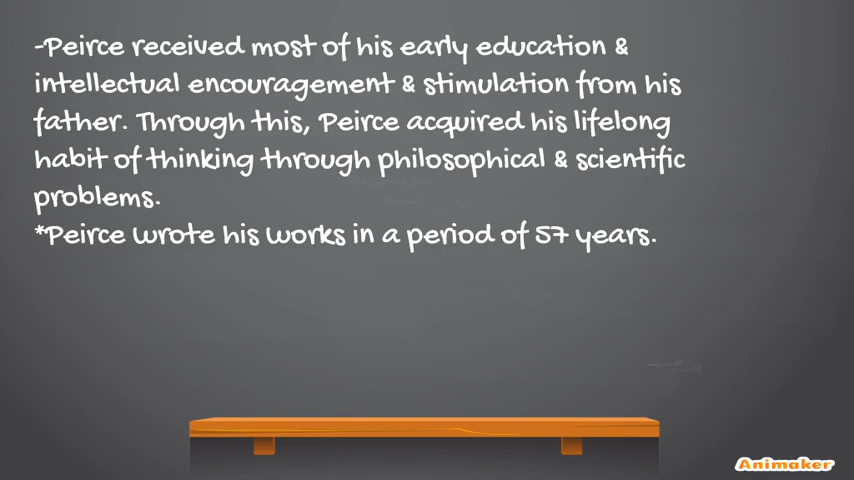 -Peirce received most of his early education &
intellectual encouragement & stimulation from his
father. Through this, Peirce acquired his lifelong
habit of thinking through philosophical & scientific
problems.
*Peirce wrote his works in a period of 57 years.
Animaker